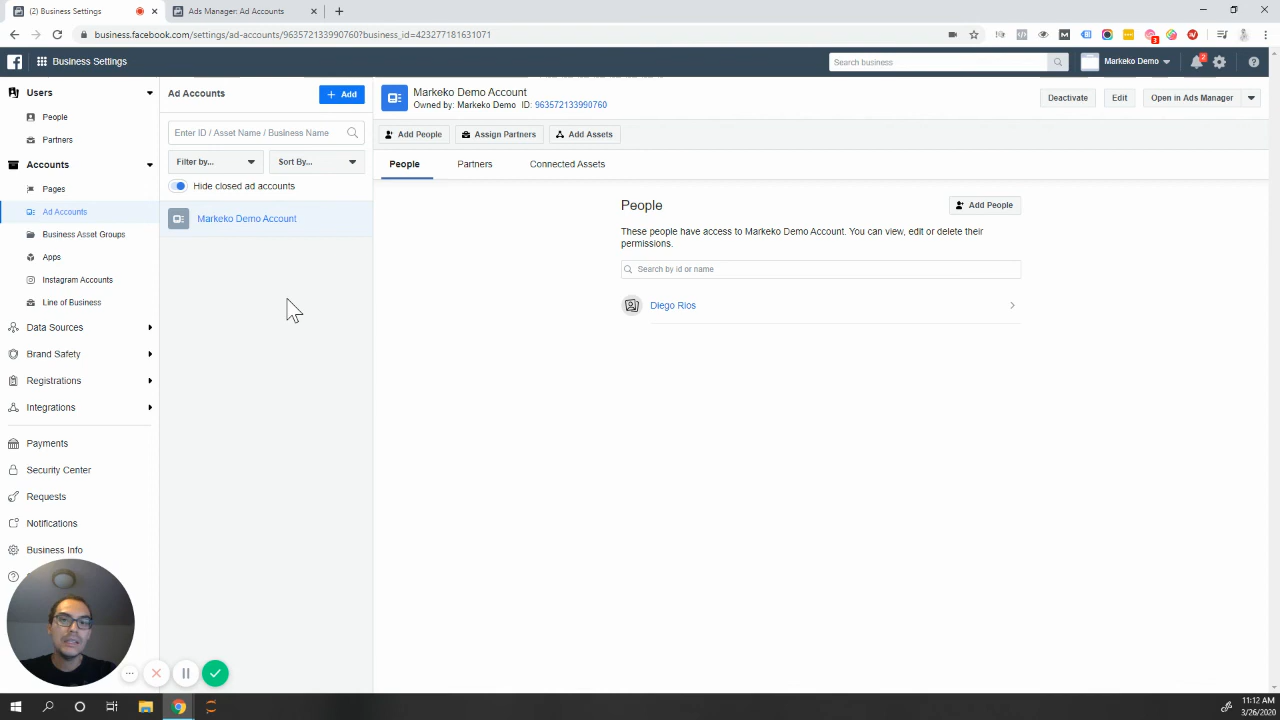 (2) Business Settings
Ads Manager: Ad Accounts
business.facebook.com/settings/ad-accounts/963572133990760?business_id=423277181631071
3
Business Settings
Search business
Markeko Demo
2
Users
People
Partners
Accounts
Pages
Ad Accounts
Business Asset Groups
Apps
Instagram Accounts
Line of Business
Data Sources
Brand Safety
Registrations
Integrations
Payments
Security Center
Requests
Notifications
Business Info
Ad Accounts
+ Add
Enter ID / Asset Name / Business Name
Filter by...
Sort By...
Hide closed ad accounts
Markeko Demo Account
Markeko Demo Account
Owned by: Markeko Demo ID: 963572133990760
Deactivate
Edit
Open in Ads Manager
Add People
Assign Partners
Add Assets
People
Partners
Connected Assets
People
Add People
These people have access to Markeko Demo Account. You can view, edit or delete their
permissions.
Search by id or name
Diego Rios
11:12 AM
3/26/2020